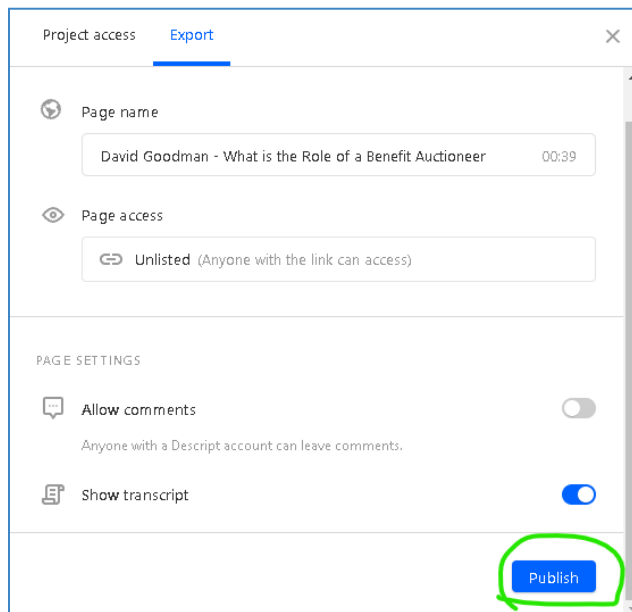 Project access Export
Page name
David Goodman - What is the Role of a Benefit Auctioneer 00:39
Page access
Unlisted (Anyone with the link can access)
PAGE SETTINGS
Allow comments
Anyone with a Descript account can leave comments.
Show transcript
Publish